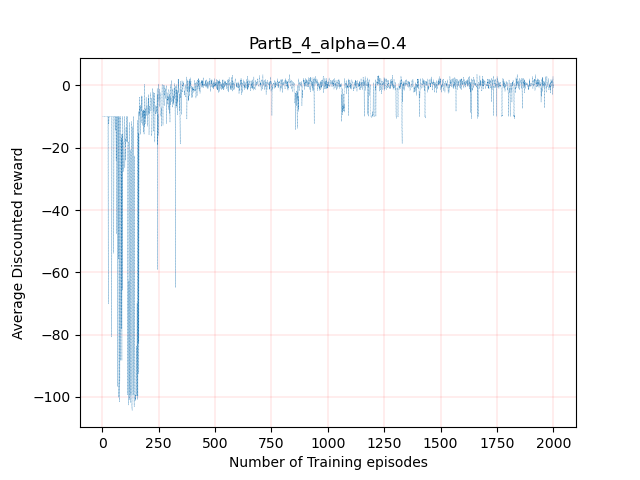 PartB_4_alpha=0.4
Average Discounted reward
0
−20
−40
−60
−80
−100
0 250 500 750 1000 1250 1500 1750 2000
Number of Training episodes